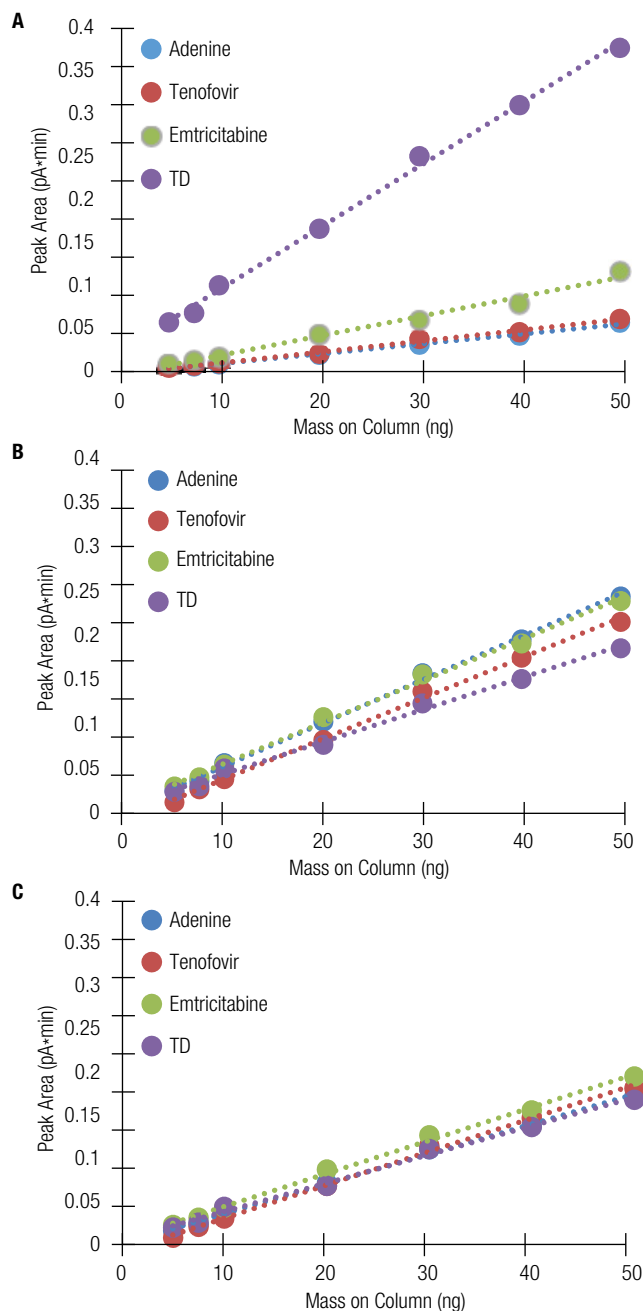 A
0.4
0.35
0.3
0.25
0.2
0.15
0.1
0.05
0
Peak Area (pA*min)
Adenine
Tenofovir
Emtricitabine
TD
0 10 20 30 40 50
Mass on Column (ng)
B
0.4
0.35
0.3
0.25
0.2
0.15
0.1
0.05
0
Peak Area (pA*min)
Adenine
Tenofovir
Emtricitabine
TD
0 10 20 30 40 50
Mass on Column (ng)
C
0.4
0.35
0.3
0.25
0.2
0.15
0.1
0.05
0
Peak Area (pA*min)
Adenine
Tenofovir
Emtricitabine
TD
0 10 20 30 40 50
Mass on Column (ng)